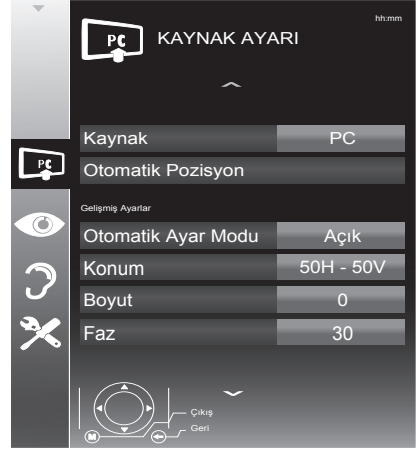 hh:mm
PC KAYNAK AYARI
Kaynak PC
PC
Otomatik Pozisyon
Gelişmiş Ayarlar
Otomatik Ayar Modu Açık
Konum 50H - 50V
Boyut 0
Faz 30
Çıkış
M Geri